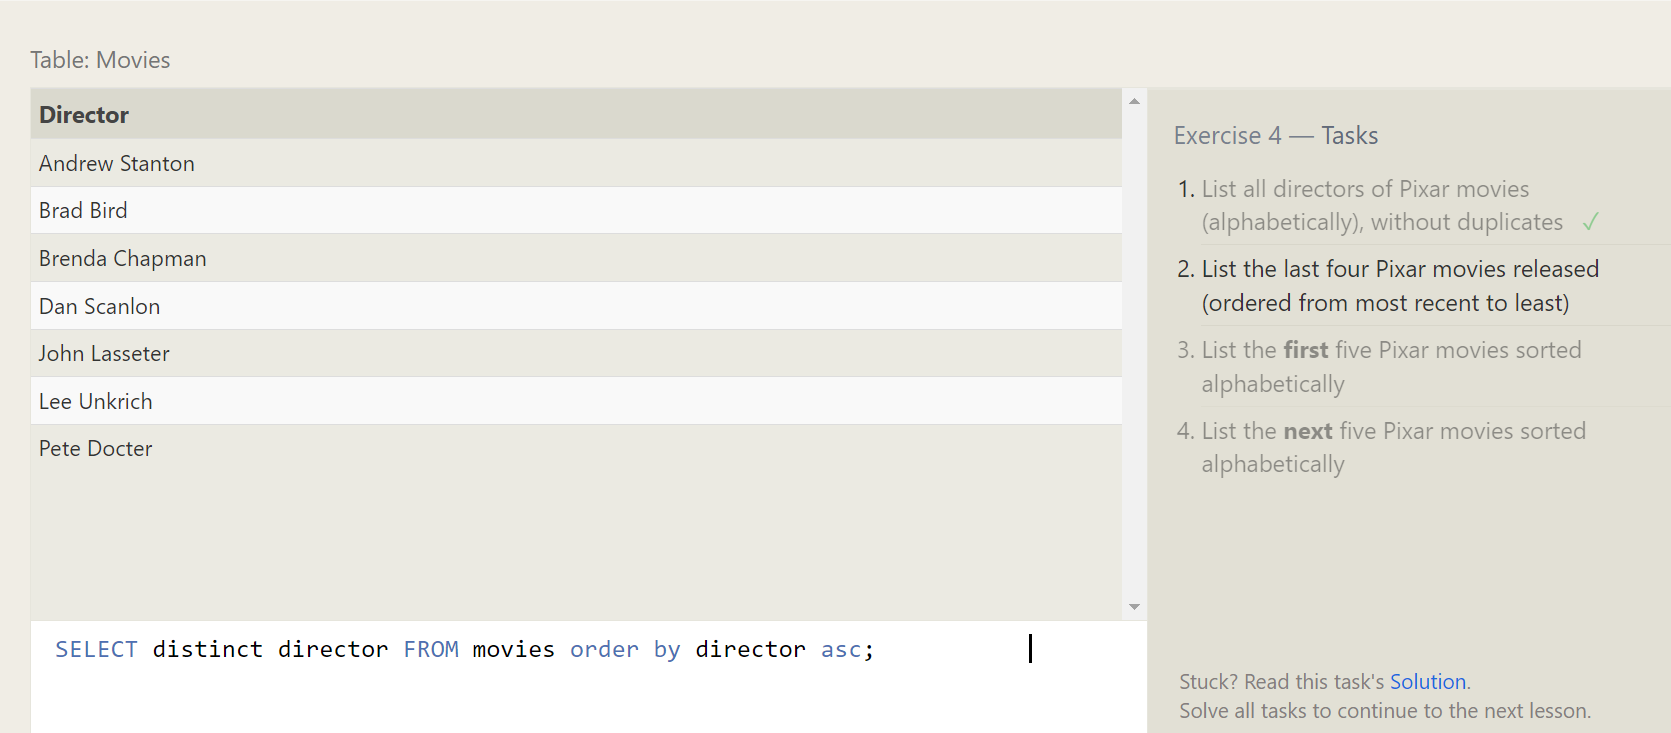 Table: Movies
Director
Andrew Stanton
Brad Bird
Brenda Chapman
Dan Scanlon
John Lasseter
Lee Unkrich
Pete Docter
SELECT distinct director FROM movies order by director asc;
Exercise 4 — Tasks
1. List all directors of Pixar movies
(alphabetically), without duplicates ✓
2. List the last four Pixar movies released
(ordered from most recent to least)
3. List the first five Pixar movies sorted
alphabetically
4. List the next five Pixar movies sorted
alphabetically
Stuck? Read this task's Solution.
Solve all tasks to continue to the next lesson.